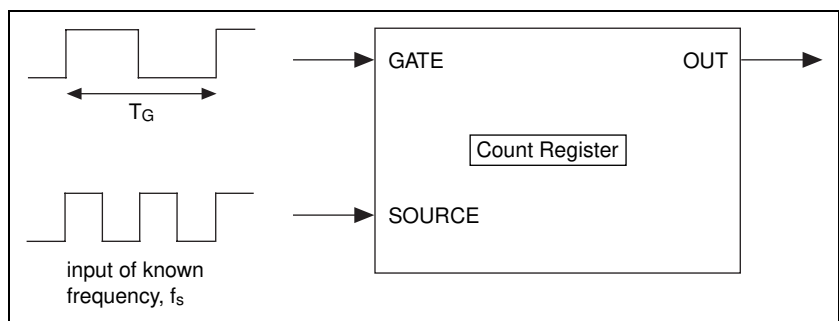 GATE
OUT
T_G
Count Register
SOURCE
input of known
frequency, f_s